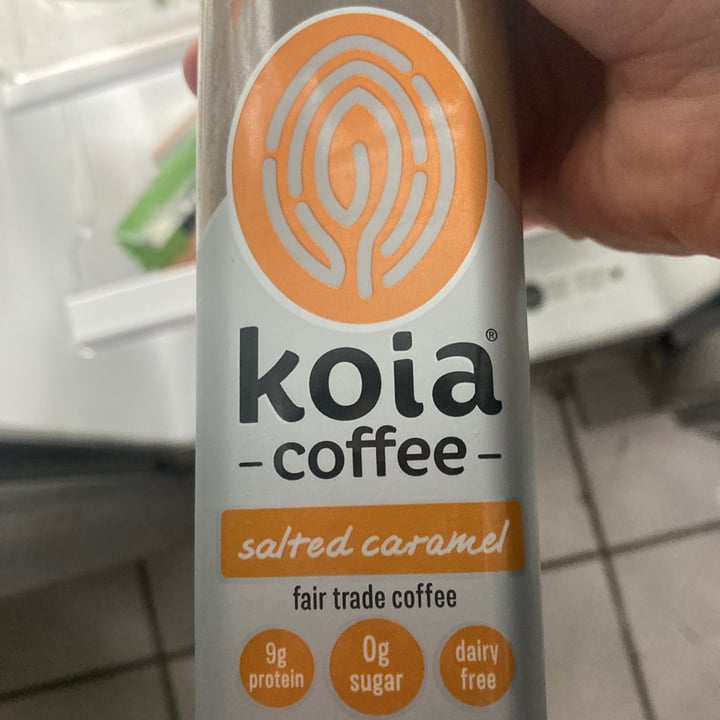 koia®
-coffee-
salted caramel
fair trade coffee
9g
protein
0g
sugar
dairy
free